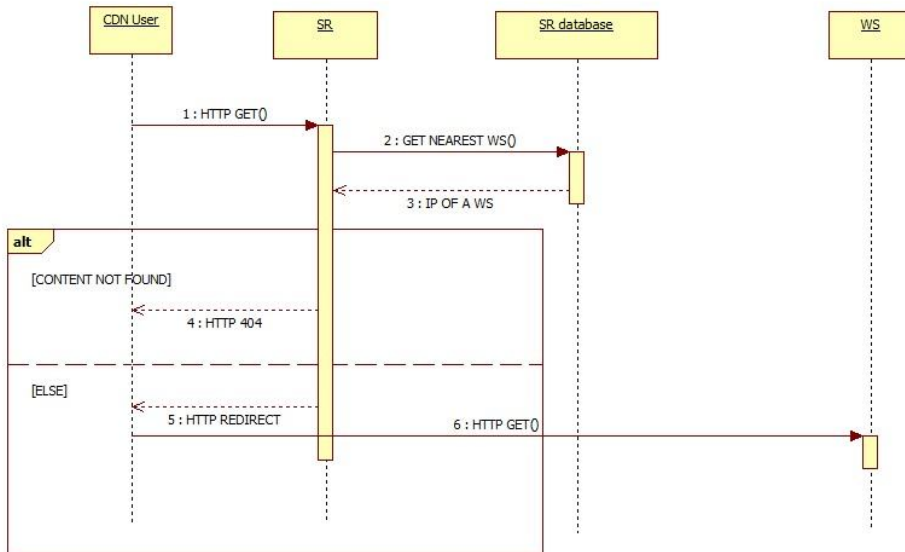 CDN User
SR
SR database
WS
1 : HTTP GET()
2 : GET NEAREST WS()
3 : IP OF A WS
alt
[CONTENT NOT FOUND]
4 : HTTP 404
[ELSE]
5 : HTTP REDIRECT
6 : HTTP GET()